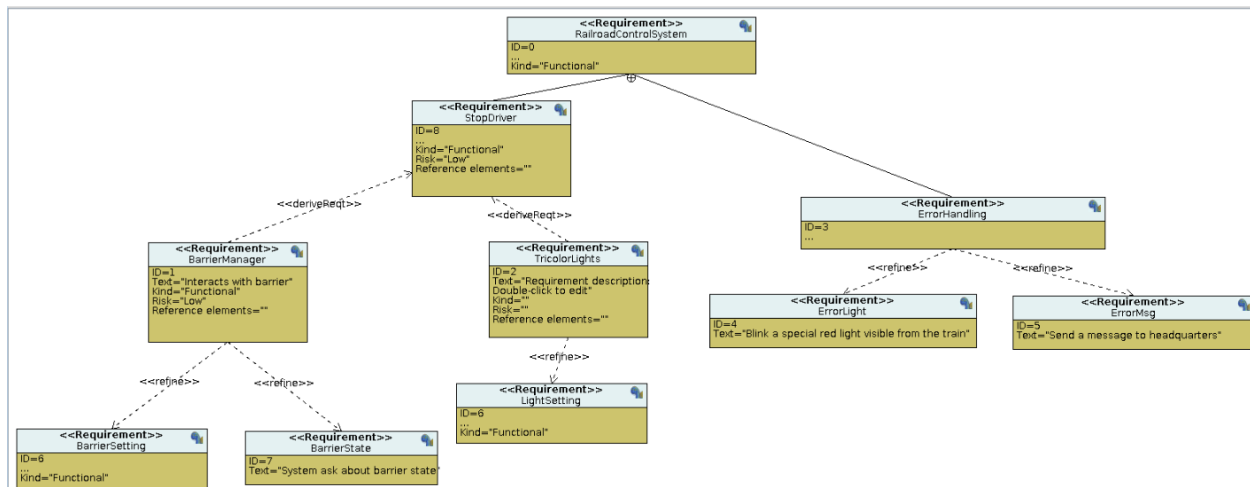 <<Requirement>>
RailroadControlSystem
ID=0
...
Kind="Functional"
<<Requirement>>
StopDriver
ID=8
...
Kind="Functional"
Risk="Low"
Reference elements=""
<<deriveReqt>>
<<deriveReqt>>
<<Requirement>>
ErrorHandling
ID=3
...
<<Requirement>>
BarrierManager
ID=1
Text="Interacts with barrier"
Kind="Functional"
Risk="Low"
Reference elements=""
<<Requirement>>
TricolorLights
ID=2
Text="Requirement description:
Double-click to edit"
Kind=""
Risk=""
Reference elements=""
<<refine>>
<<refine>>
<<Requirement>>
ErrorLight
ID=4
Text="Blink a special red light visible from the train"
<<Requirement>>
ErrorMsg
ID=5
Text="Send a message to headquarters"
<<refine>>
<<refine>>
<<refine>>
<<Requirement>>
LightSetting
ID=6
...
Kind="Functional"
<<Requirement>>
BarrierSetting
ID=6
...
Kind="Functional"
<<Requirement>>
BarrierState
ID=7
Text="System ask about barrier state"